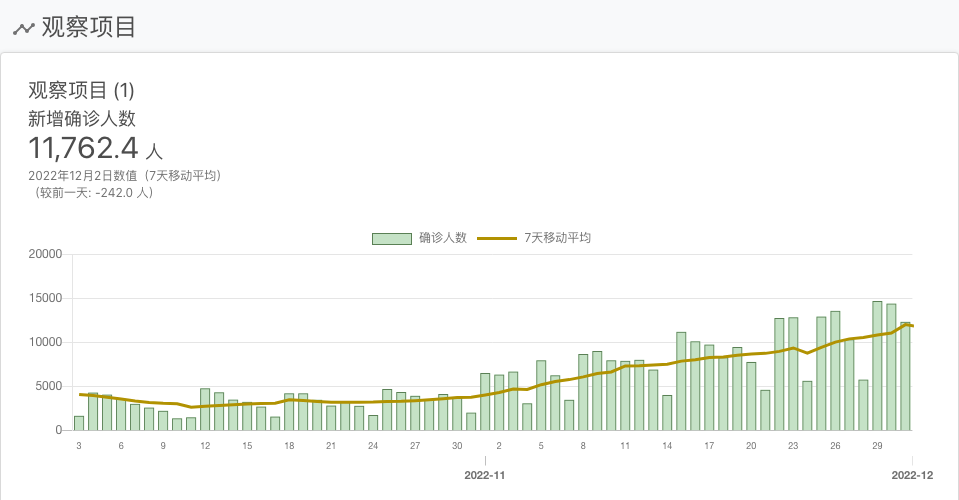 观察项目
观察项目 (1)
新增确诊人数
11,762.4 人
2022年12月2日数值（7天移动平均）
（较前一天: -242.0 人）
确诊人数 7天移动平均
20000
15000
10000
5000
0
3 6 9 12 15 18 21 24 27 30 2 5 8 11 14 17 20 23 26 29
2022-11 2022-12